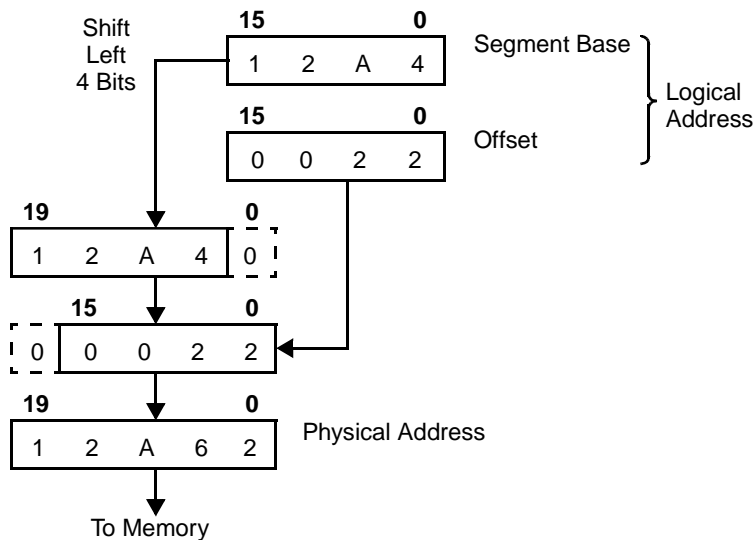 Shift
Left
4 Bits
15 0
1 2 A 4
Segment Base
15 0
0 0 2 2
Offset
Logical
Address
19 0
1 2 A 4 0
15 0
0 0 0 2 2
19 0
1 2 A 6 2
Physical Address
To Memory